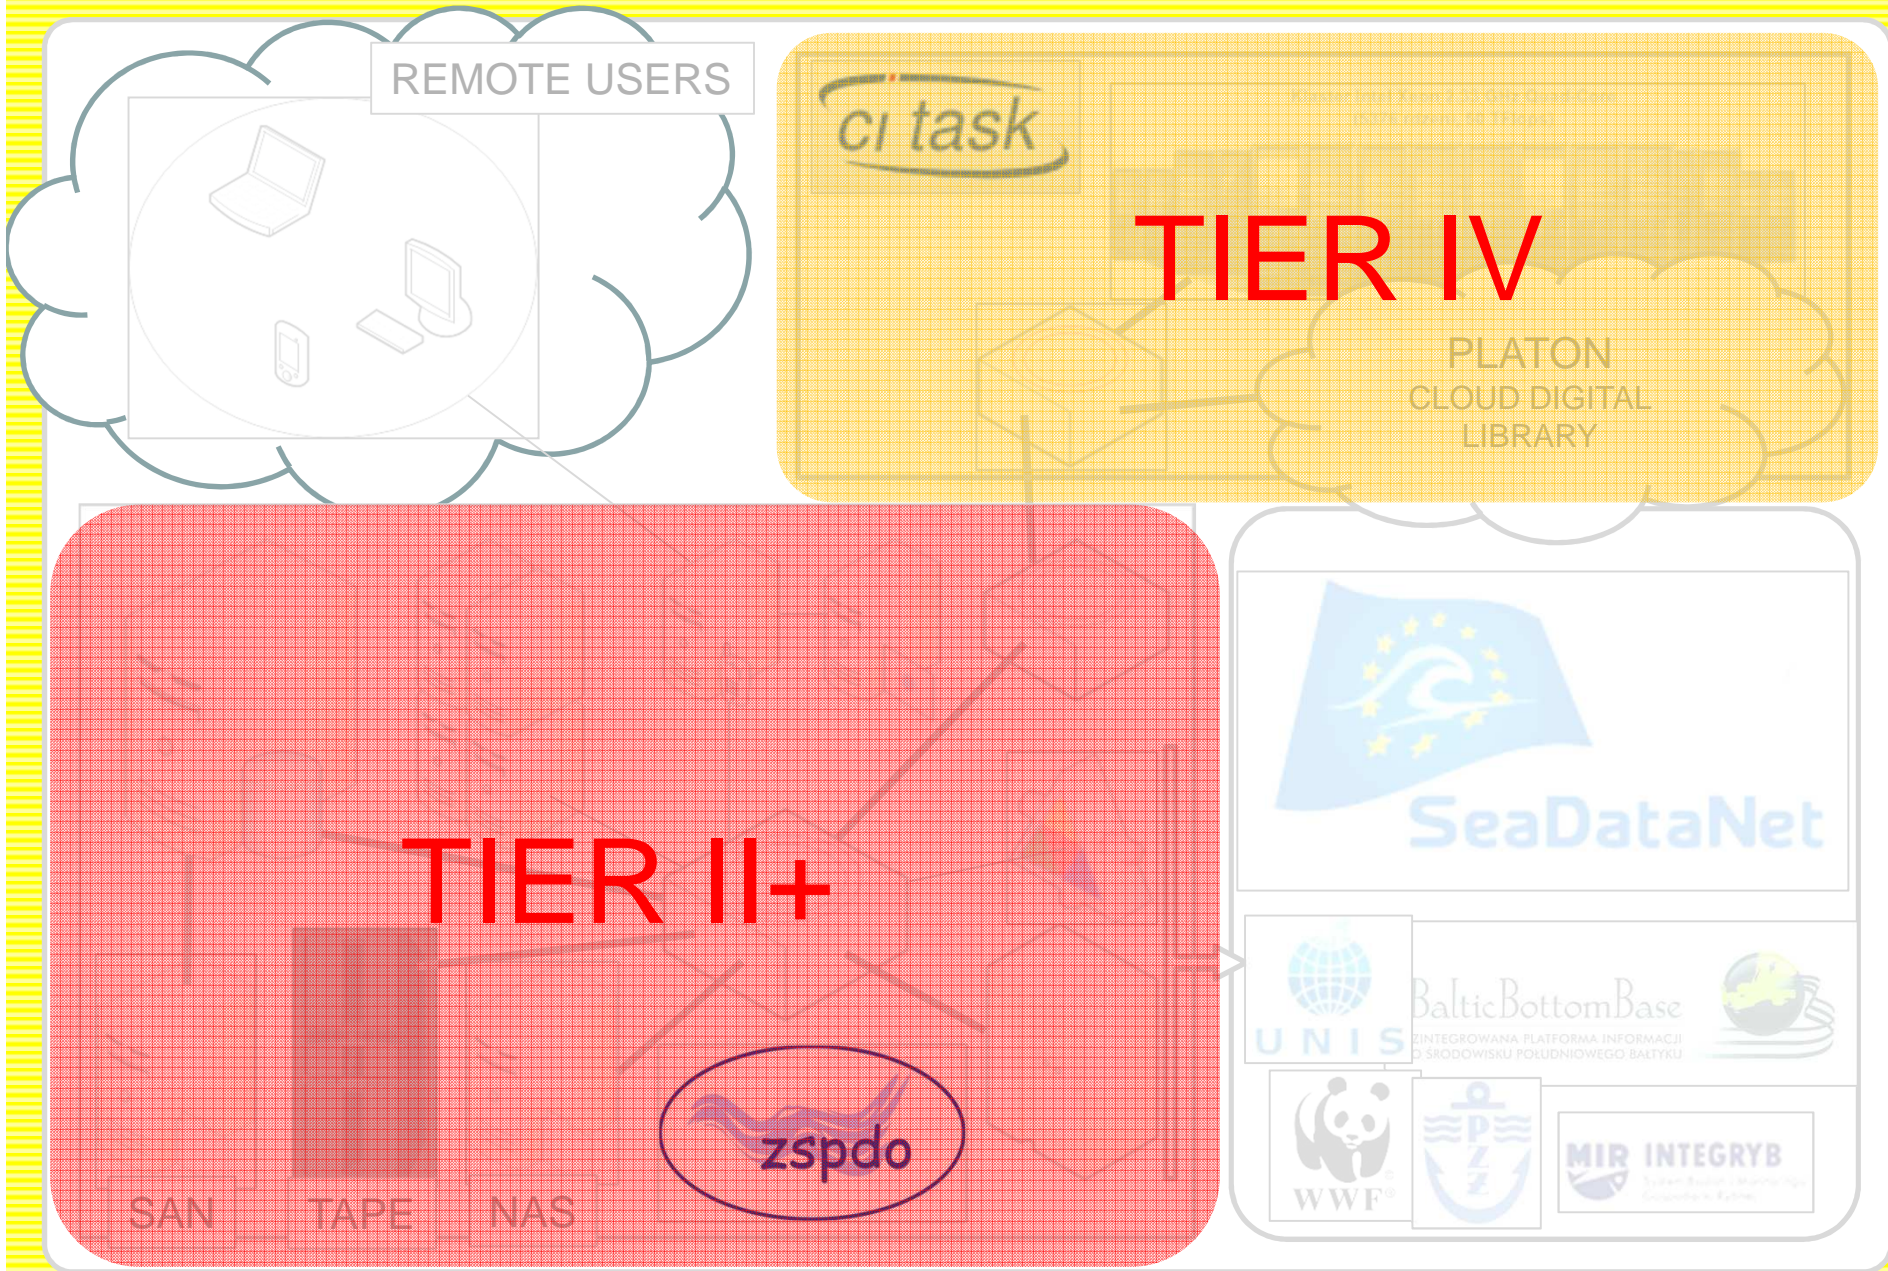 REMOTE USERS
ci task
TIER IV
PLATON
CLOUD DIGITAL
LIBRARY
TIER II+
SeaDataNet
UNIS
BalticBottomBase
ZINTEGROWANA PLATFORMA INFORMACJI
O ŚRODOWISKU POŁUDNIOWEGO BAŁTYKU
zspdo
WWF®
PŻŻ
MIR INTEGRYB
SAN
TAPE
NAS